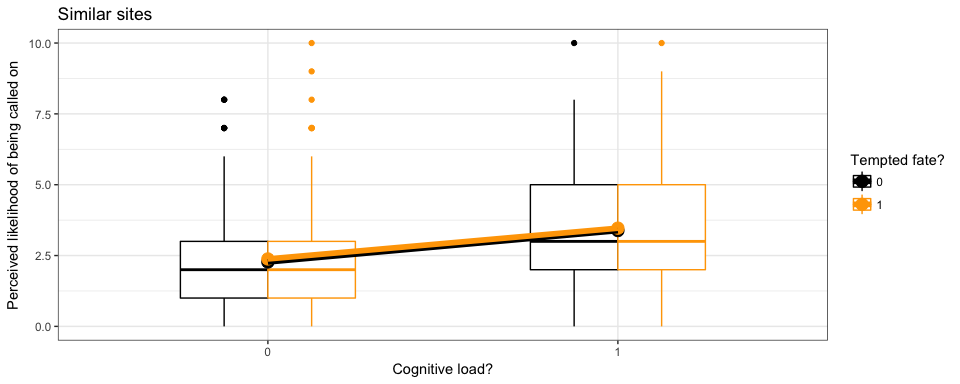 Similar sites
Perceived likelihood of being called on
10.0
7.5
5.0
2.5
0.0
0
1
Cognitive load?
Tempted fate?
0
1